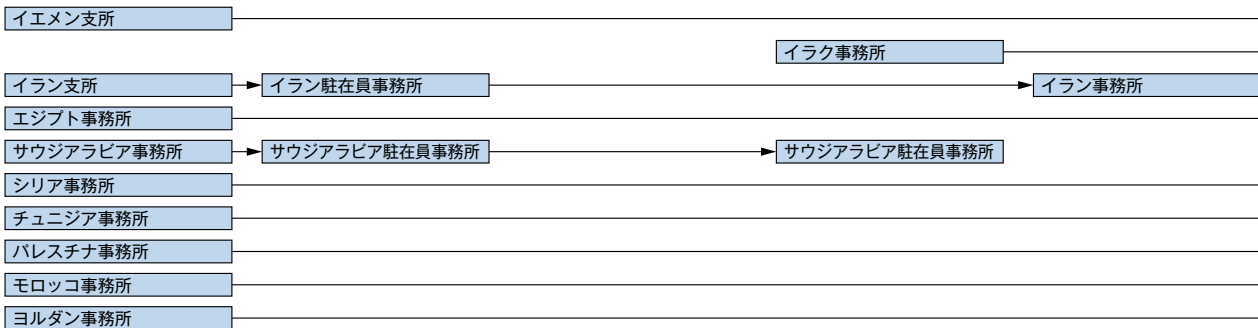 イエメン支所
イラク事務所
イラン支所 イラン駐在員事務所 イラン事務所
エジプト事務所
サウジアラビア事務所 サウジアラビア駐在員事務所 サウジアラビア駐在員事務所
シリア事務所
チュニジア事務所
パレスチナ事務所
モロッコ事務所
ヨルダン事務所